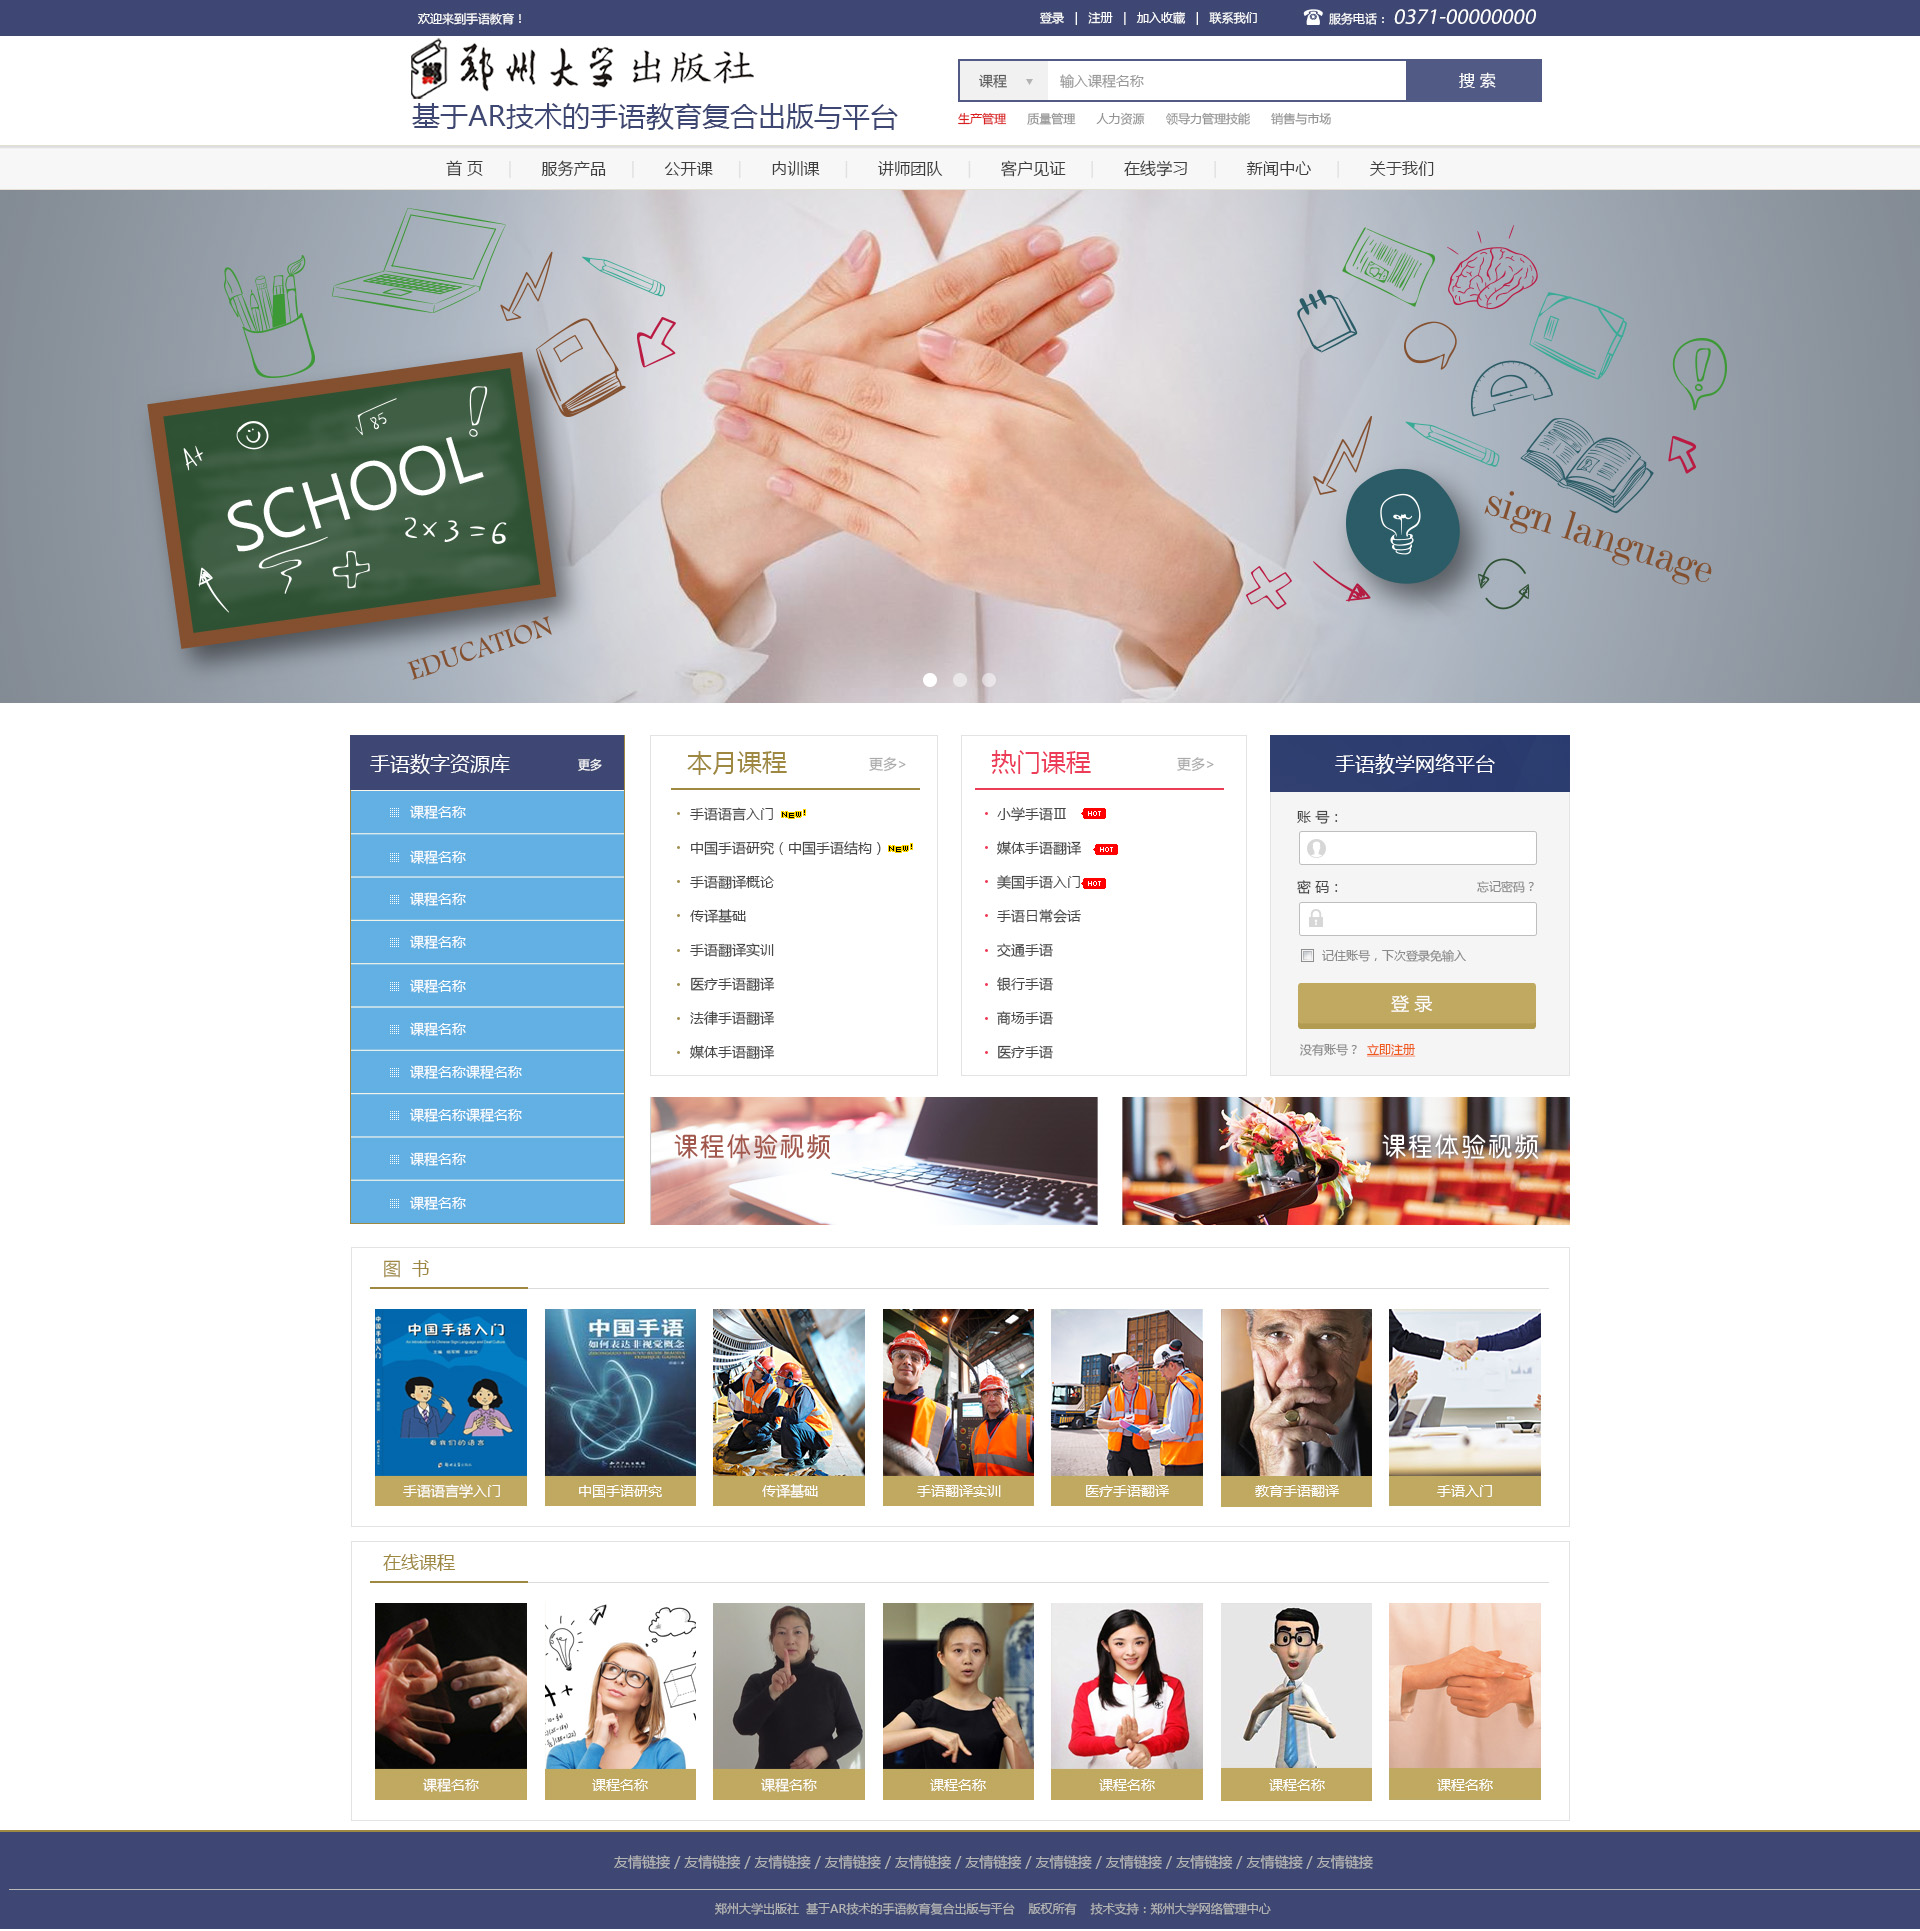 欢迎来到手语教育！
登录 | 注册 | 加入收藏 | 联系我们
服务电话： 0371-00000000
郑州大学出版社
基于AR技术的手语教育复合出版与平台
课程 输入课程名称 搜 索
生产管理 质量管理 人力资源 领导力管理技能 销售与市场
首 页 | 服务产品 | 公开课 | 内训课 | 讲师团队 | 客户见证 | 在线学习 | 新闻中心 | 关于我们
A+
√85
!
SCHOOL
2×3=6
EDUCATION
sign language
手语数字资源库 更多
课程名称
课程名称
课程名称
课程名称
课程名称
课程名称
课程名称课程名称
课程名称课程名称
课程名称
课程名称
本月课程 更多>
手语语言入门 NEW!
中国手语研究（中国手语结构） NEW!
手语翻译概论
传译基础
手语翻译实训
医疗手语翻译
法律手语翻译
媒体手语翻译
热门课程 更多>
小学手语Ⅲ HOT
媒体手语翻译 HOT
美国手语入门 HOT
手语日常会话
交通手语
银行手语
商场手语
医疗手语
手语教学网络平台
账 号：
密 码： 忘记密码？
记住账号，下次登录免输入
登 录
没有账号？ 立即注册
课程体验视频
课程体验视频
图 书
中国手语入门
看我们的语言
中国手语
如何表达非视觉概念
手语语言学入门
中国手语研究
传译基础
手语翻译实训
医疗手语翻译
教育手语翻译
手语入门
在线课程
课程名称
课程名称
课程名称
课程名称
课程名称
课程名称
课程名称
友情链接 / 友情链接 / 友情链接 / 友情链接 / 友情链接 / 友情链接 / 友情链接 / 友情链接 / 友情链接 / 友情链接 / 友情链接
郑州大学出版社 基于AR技术的手语教育复合出版与平台 版权所有 技术支持：郑州大学网络管理中心